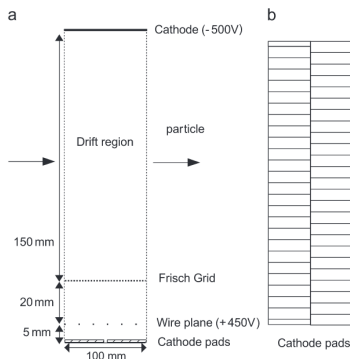 a
b
Cathode (-500V)
particle
Drift region
150 mm
Frisch Grid
20 mm
Wire plane (+450V)
5 mm
Cathode pads
Cathode pads
100 mm